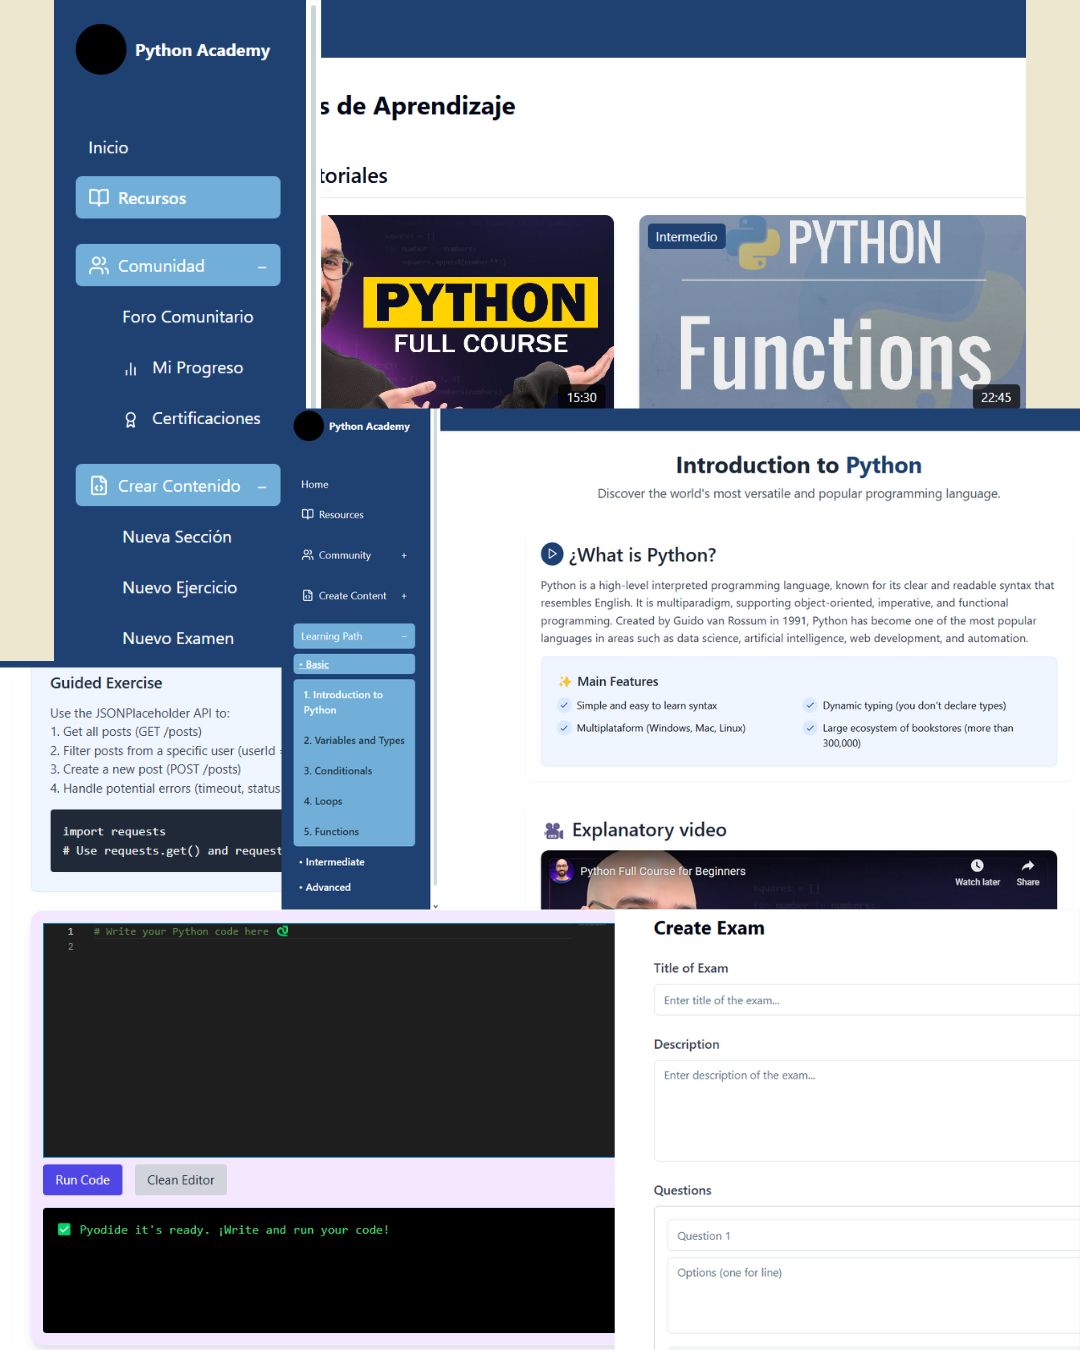 Python Academy
Inicio
Recursos
Comunidad
Foro Comunitario
Mi Progreso
Certificaciones
Crear Contenido
Nueva Sección
Nuevo Ejercicio
Nuevo Examen
s de Aprendizaje
toriales
PYTHON
FULL COURSE
15:30
Intermedio
PYTHON
Functions
22:45
Python Academy
Home
Resources
Community +
Create Content +
Learning Path
• Basic
1. Introduction to
Python
2. Variables and Types
3. Conditionals
4. Loops
5. Functions
• Intermediate
• Advanced
Introduction to Python
Discover the world's most versatile and popular programming language.
¿What is Python?
Python is a high-level interpreted programming language, known for its clear and readable syntax that
resembles English. It is multiparadigm, supporting object-oriented, imperative, and functional
programming. Created by Guido van Rossum in 1991, Python has become one of the most popular
languages in areas such as data science, artificial intelligence, web development, and automation.
✨ Main Features
Simple and easy to learn syntax
Multiplataform (Windows, Mac, Linux)
Dynamic typing (you don't declare types)
Large ecosystem of bookstores (more than
300,000)
Explanatory video
Python Full Course for Beginners
Watch later
Share
Guided Exercise
Use the JSONPlaceholder API to:
1. Get all posts (GET /posts)
2. Filter posts from a specific user (userId =
3. Create a new post (POST /posts)
4. Handle potential errors (timeout, status
import requests
# Use requests.get() and request
1 # Write your Python code here
2
Run Code
Clean Editor
✅ Pyodide it's ready. ¡Write and run your code!
Create Exam
Title of Exam
Enter title of the exam...
Description
Enter description of the exam...
Questions
Question 1
Options (one for line)